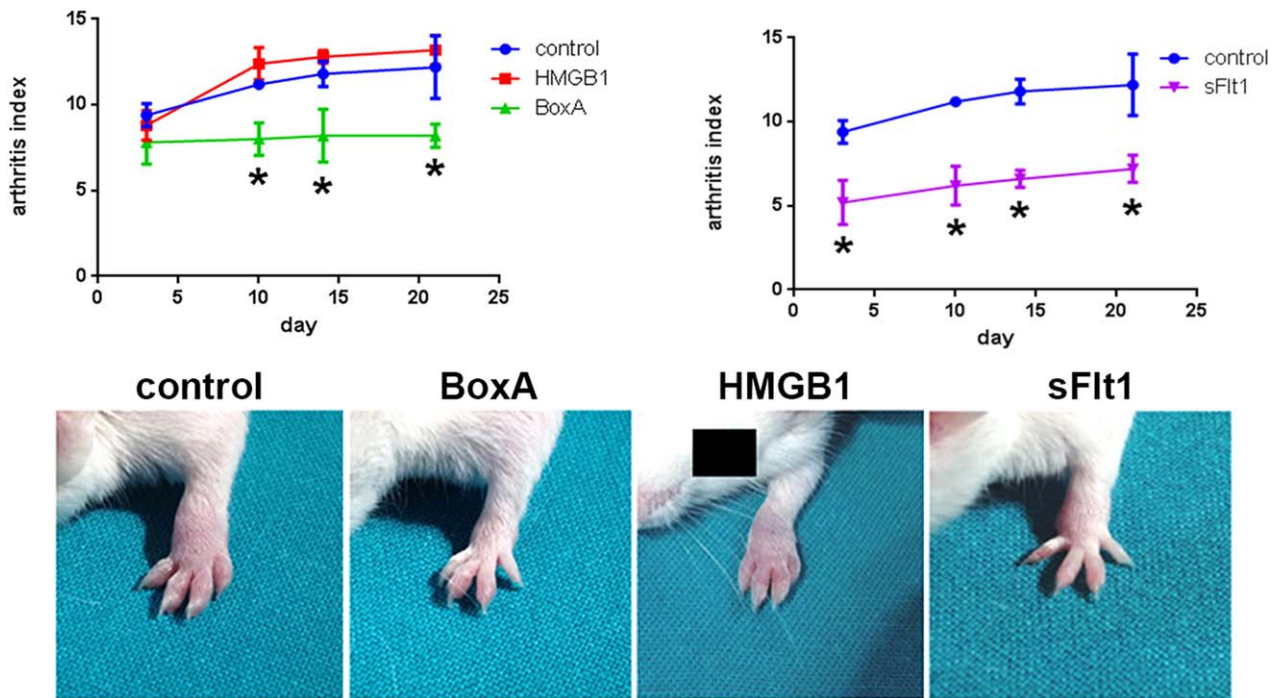 15
10
5
0
0 5 10 15 20 25
arthritis index
day
control
HMGB1
BoxA
* * *
15
10
5
0
0 5 10 15 20 25
arthritis index
day
control
sFlt1
* * * *
control BoxA HMGB1 sFlt1